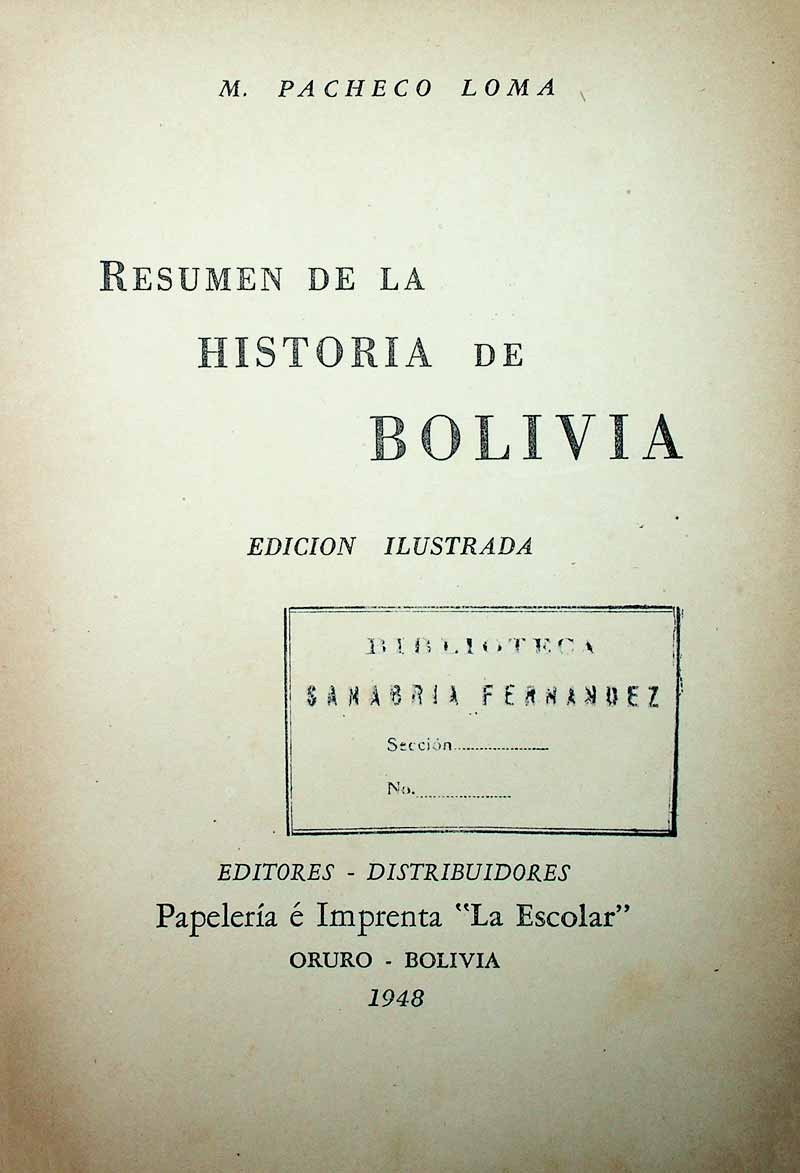 M. PACHECO LOMA
RESUMEN DE LA
HISTORIA DE
BOLIVIA
EDICION ILUSTRADA
BIBLIOTECA
SANABRIA FERNANDEZ
Sección....................
No.....................
EDITORES - DISTRIBUIDORES
Papelería é Imprenta "La Escolar"
ORURO - BOLIVIA
1948